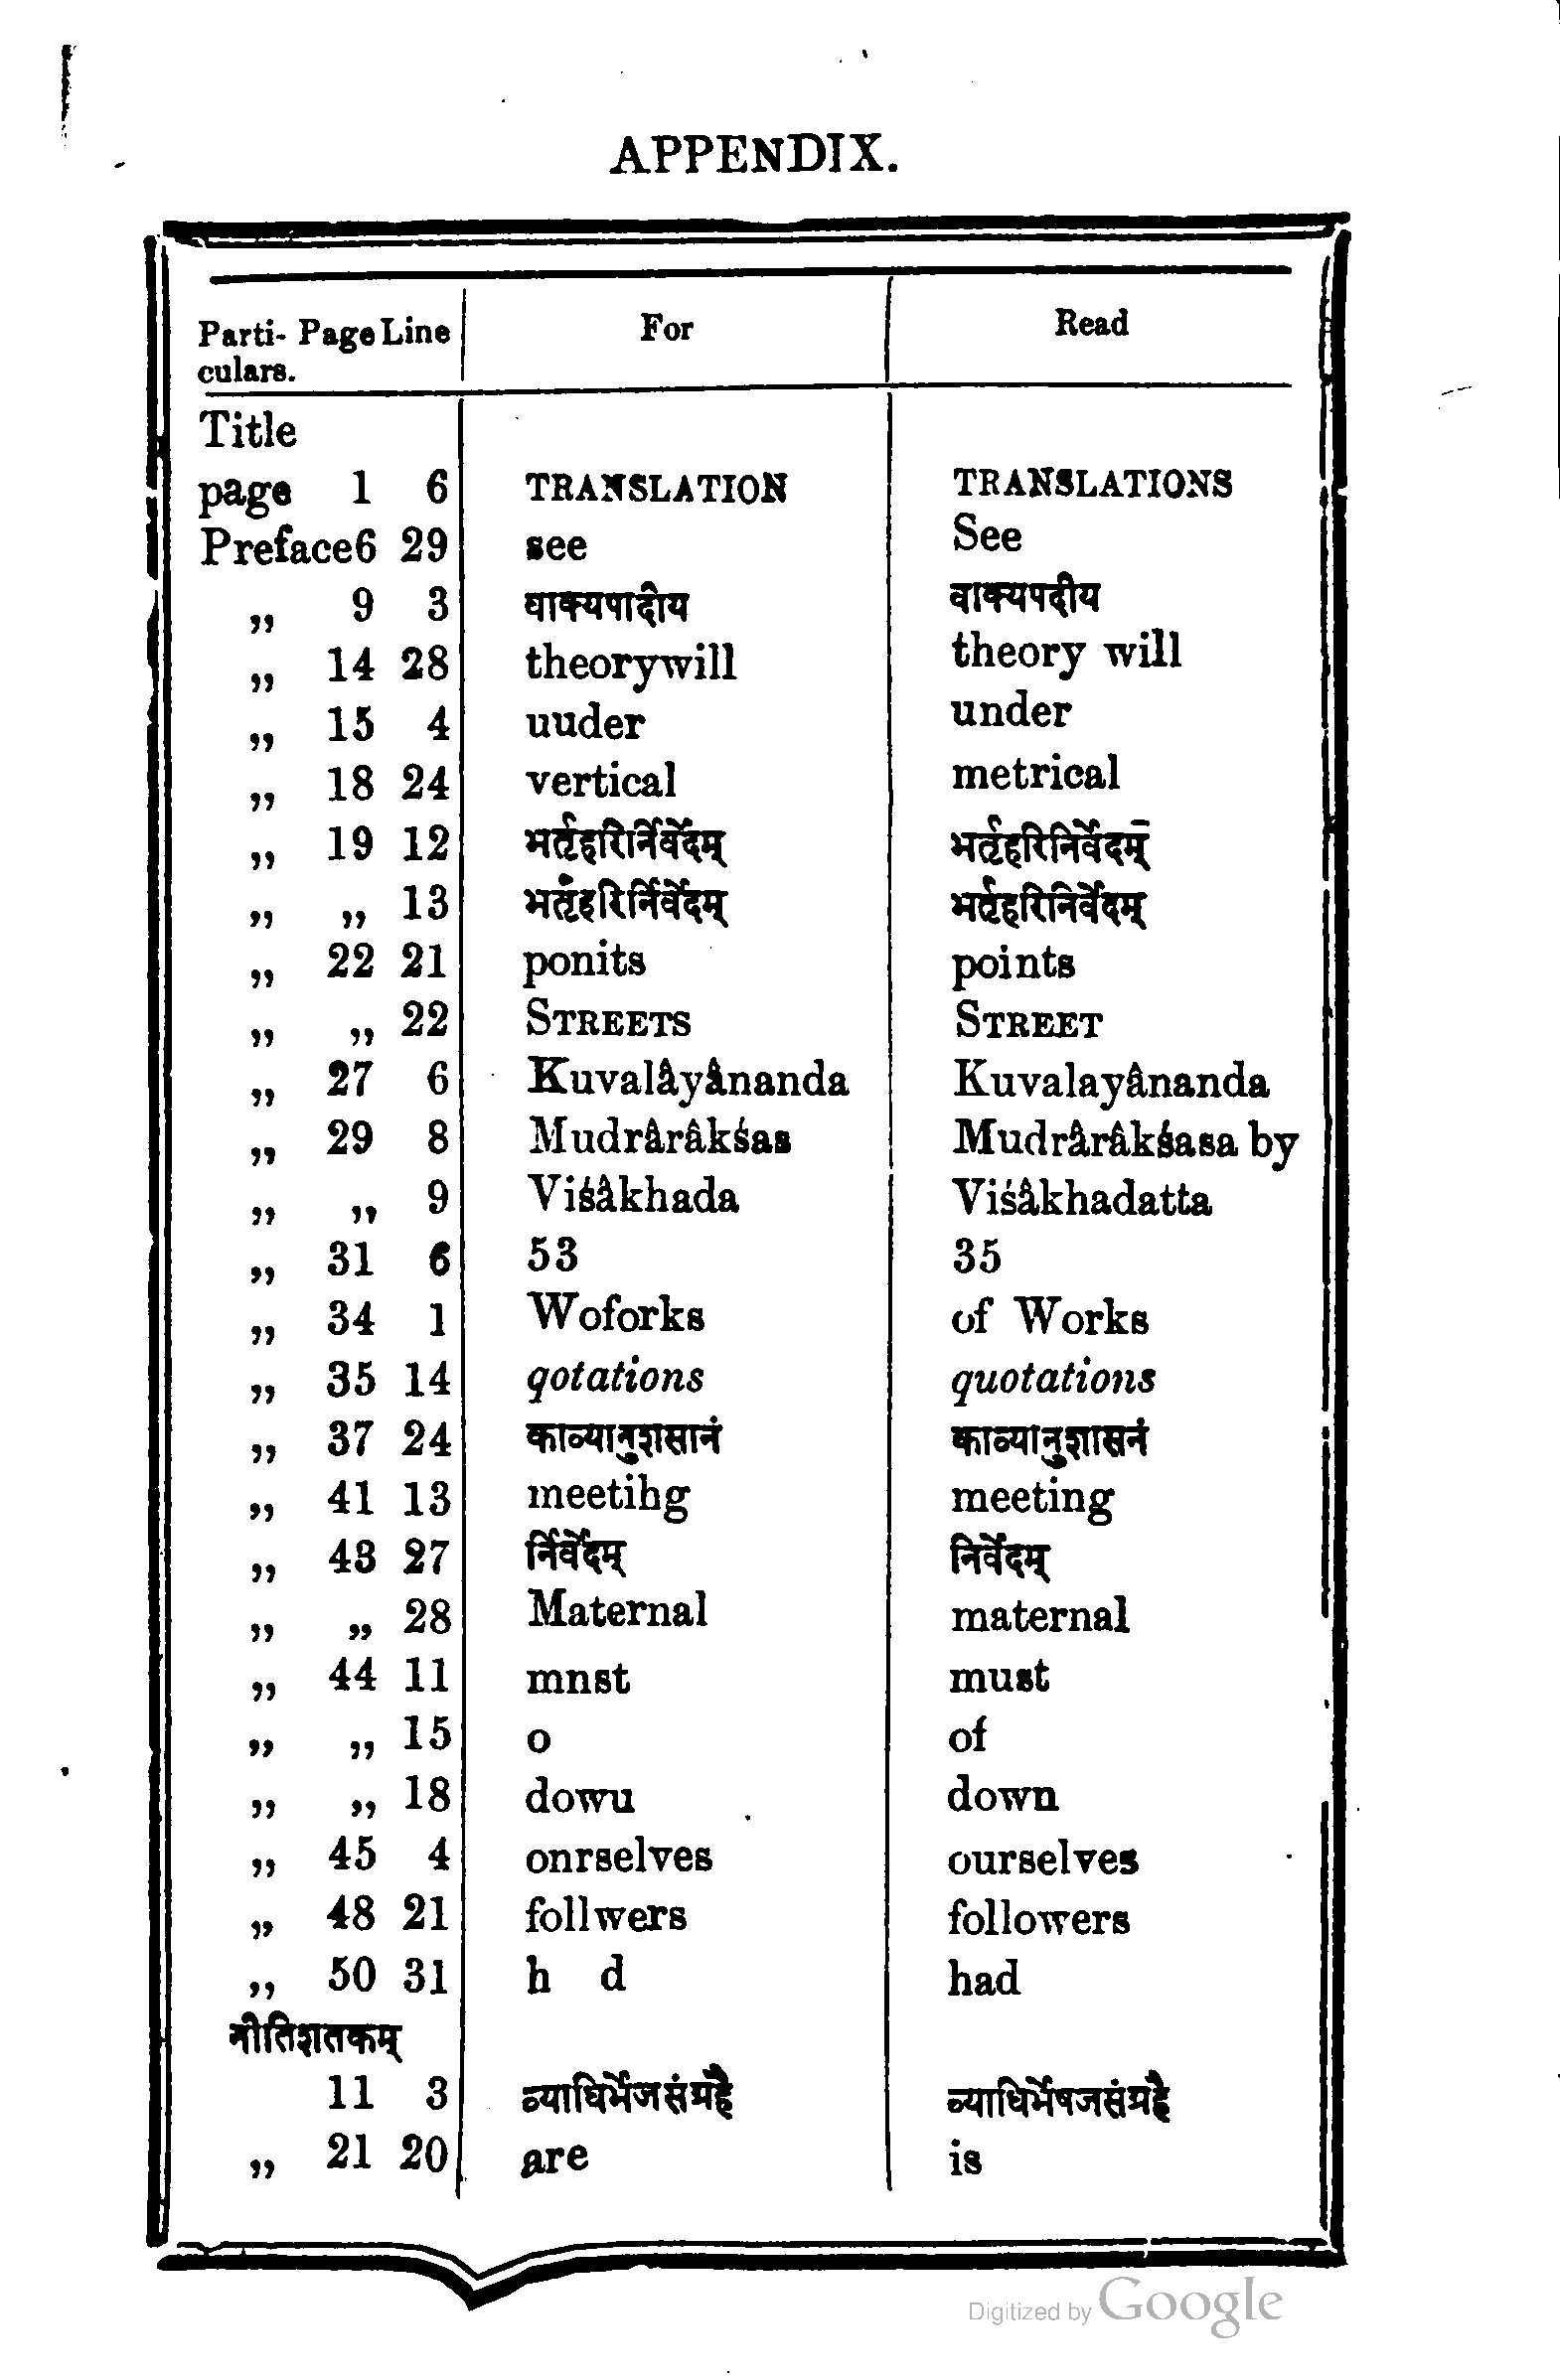 APPENDIX.
Parti- Page Line For Read
culars.
Title
page 1 6 TRANSLATION TRANSLATIONS
Preface 6 29 see See
„ 9 3 वाक्यपादीय वाक्यपदीय
„ 14 28 theorywill theory will
„ 15 4 uuder under
„ 18 24 vertical metrical
„ 19 12 भर्तृहरिर्निर्वेदम् भर्तृहरिनिर्वेदम्
„ „ 13 भर्तृंहरिर्निर्वेदम् भर्तृहरिनिर्वेदम्
„ 22 21 ponits points
„ „ 22 STREETS STREET
„ 27 6 Kuvalâyânanda Kuvalayânanda
„ 29 8 Mudrârâkśas Mudrârâkśasa by
„ „ 9 Viśâkhada Viśâkhadatta
„ 31 6 53 35
„ 34 1 Woforks of Works
„ 35 14 qotations quotations
„ 37 24 काव्यानुशसानं काव्यानुशासनं
„ 41 13 meetihg meeting
„ 43 27 र्निर्वेदम् निर्वेदम्
„ „ 28 Maternal maternal
„ 44 11 mnst must
„ „ 15 o of
„ „ 18 dowu down
„ 45 4 onrselves ourselves
„ 48 21 follwers followers
„ 50 31 h d had
नीतिशतकम्
11 3 व्याधिर्भेजसंग्रहै व्याधिर्भेषजसंग्रहै
„ 21 20 are is
Digitized by Google